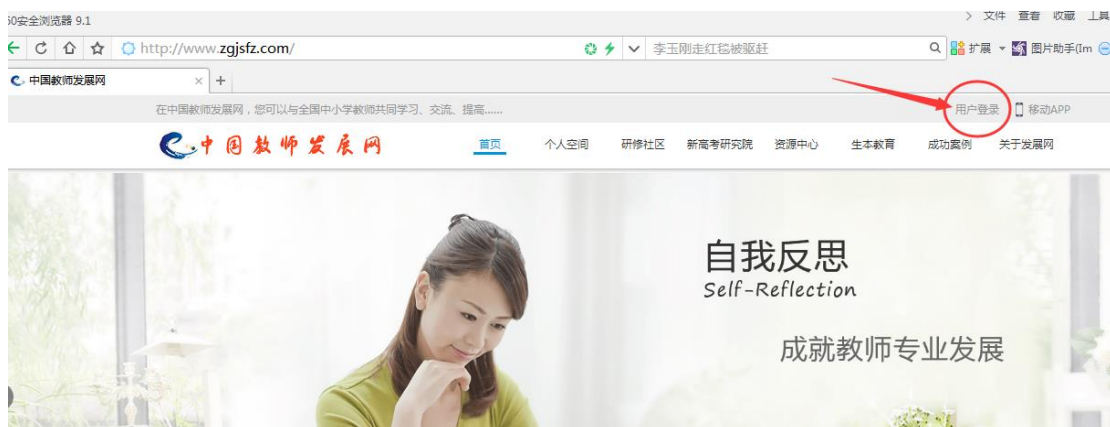 60安全浏览器 9.1
文件 查看 收藏 工具
http://www.zgjsfz.com/
李玉刚走红毯被驱赶
扩展
图片助手(Im
中国教师发展网
在中国教师发展网，您可以与全国中小学教师共同学习、交流、提高......
用户登录
移动APP
中国教师发展网
首页 个人空间 研修社区 新高考研究院 资源中心 生本教育 成功案例 关于发展网
自我反思
Self-Reflection
成就教师专业发展